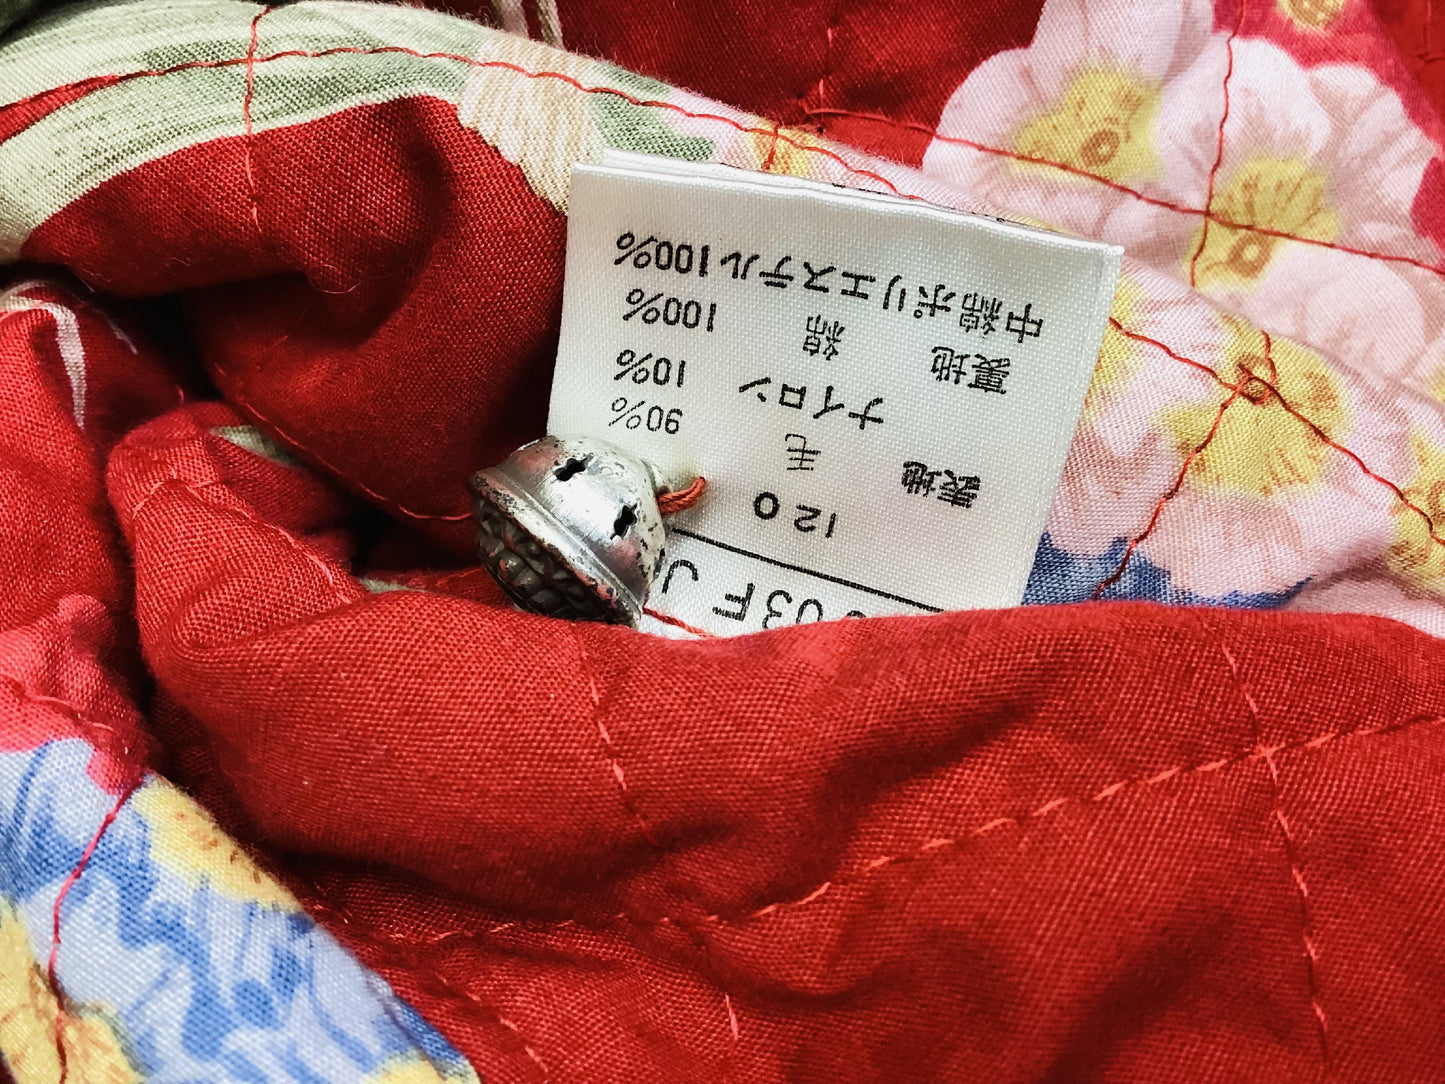 03F J
120
表地 毛 90%
ナイロン 10%
裏地 綿 100%
中綿ポリエステル100%